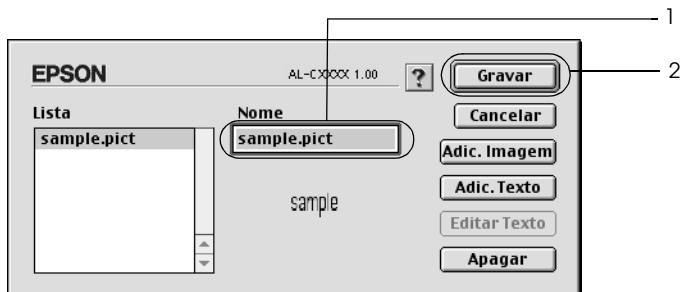 1
EPSON
AL-CXXXX 1.00
?
Gravar
2
Lista
Nome
Cancelar
sample.pict
sample.pict
Adic. Imagem
sample
Adic. Texto
Editar Texto
Apagar